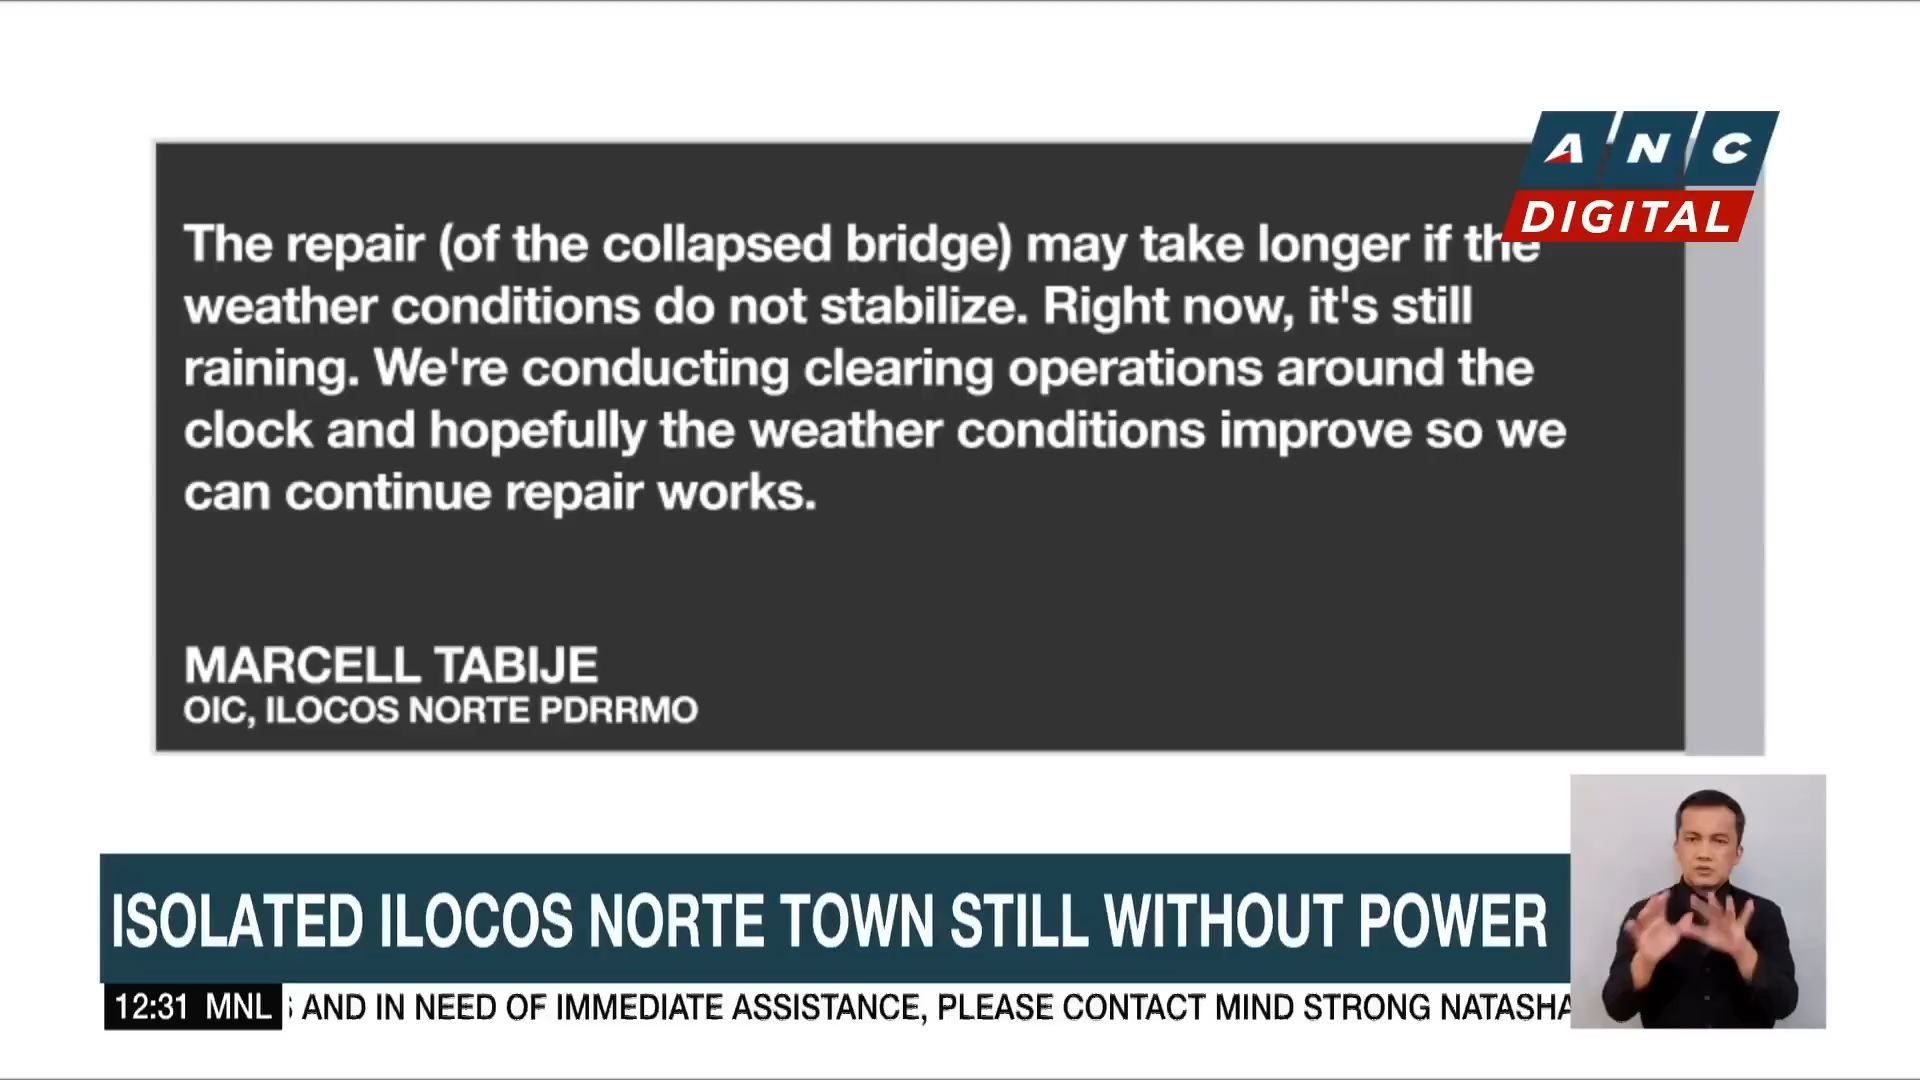 ANC
DIGITAL
The repair (of the collapsed bridge) may take longer if the
weather conditions do not stabilize. Right now, it's still
raining. We're conducting clearing operations around the
clock and hopefully the weather conditions improve so we
can continue repair works.
MARCELL TABIJE
OIC, ILOCOS NORTE PDRRMO
ISOLATED ILOCOS NORTE TOWN STILL WITHOUT POWER
12:31 MNL
AND IN NEED OF IMMEDIATE ASSISTANCE, PLEASE CONTACT MIND STRONG NATASHA